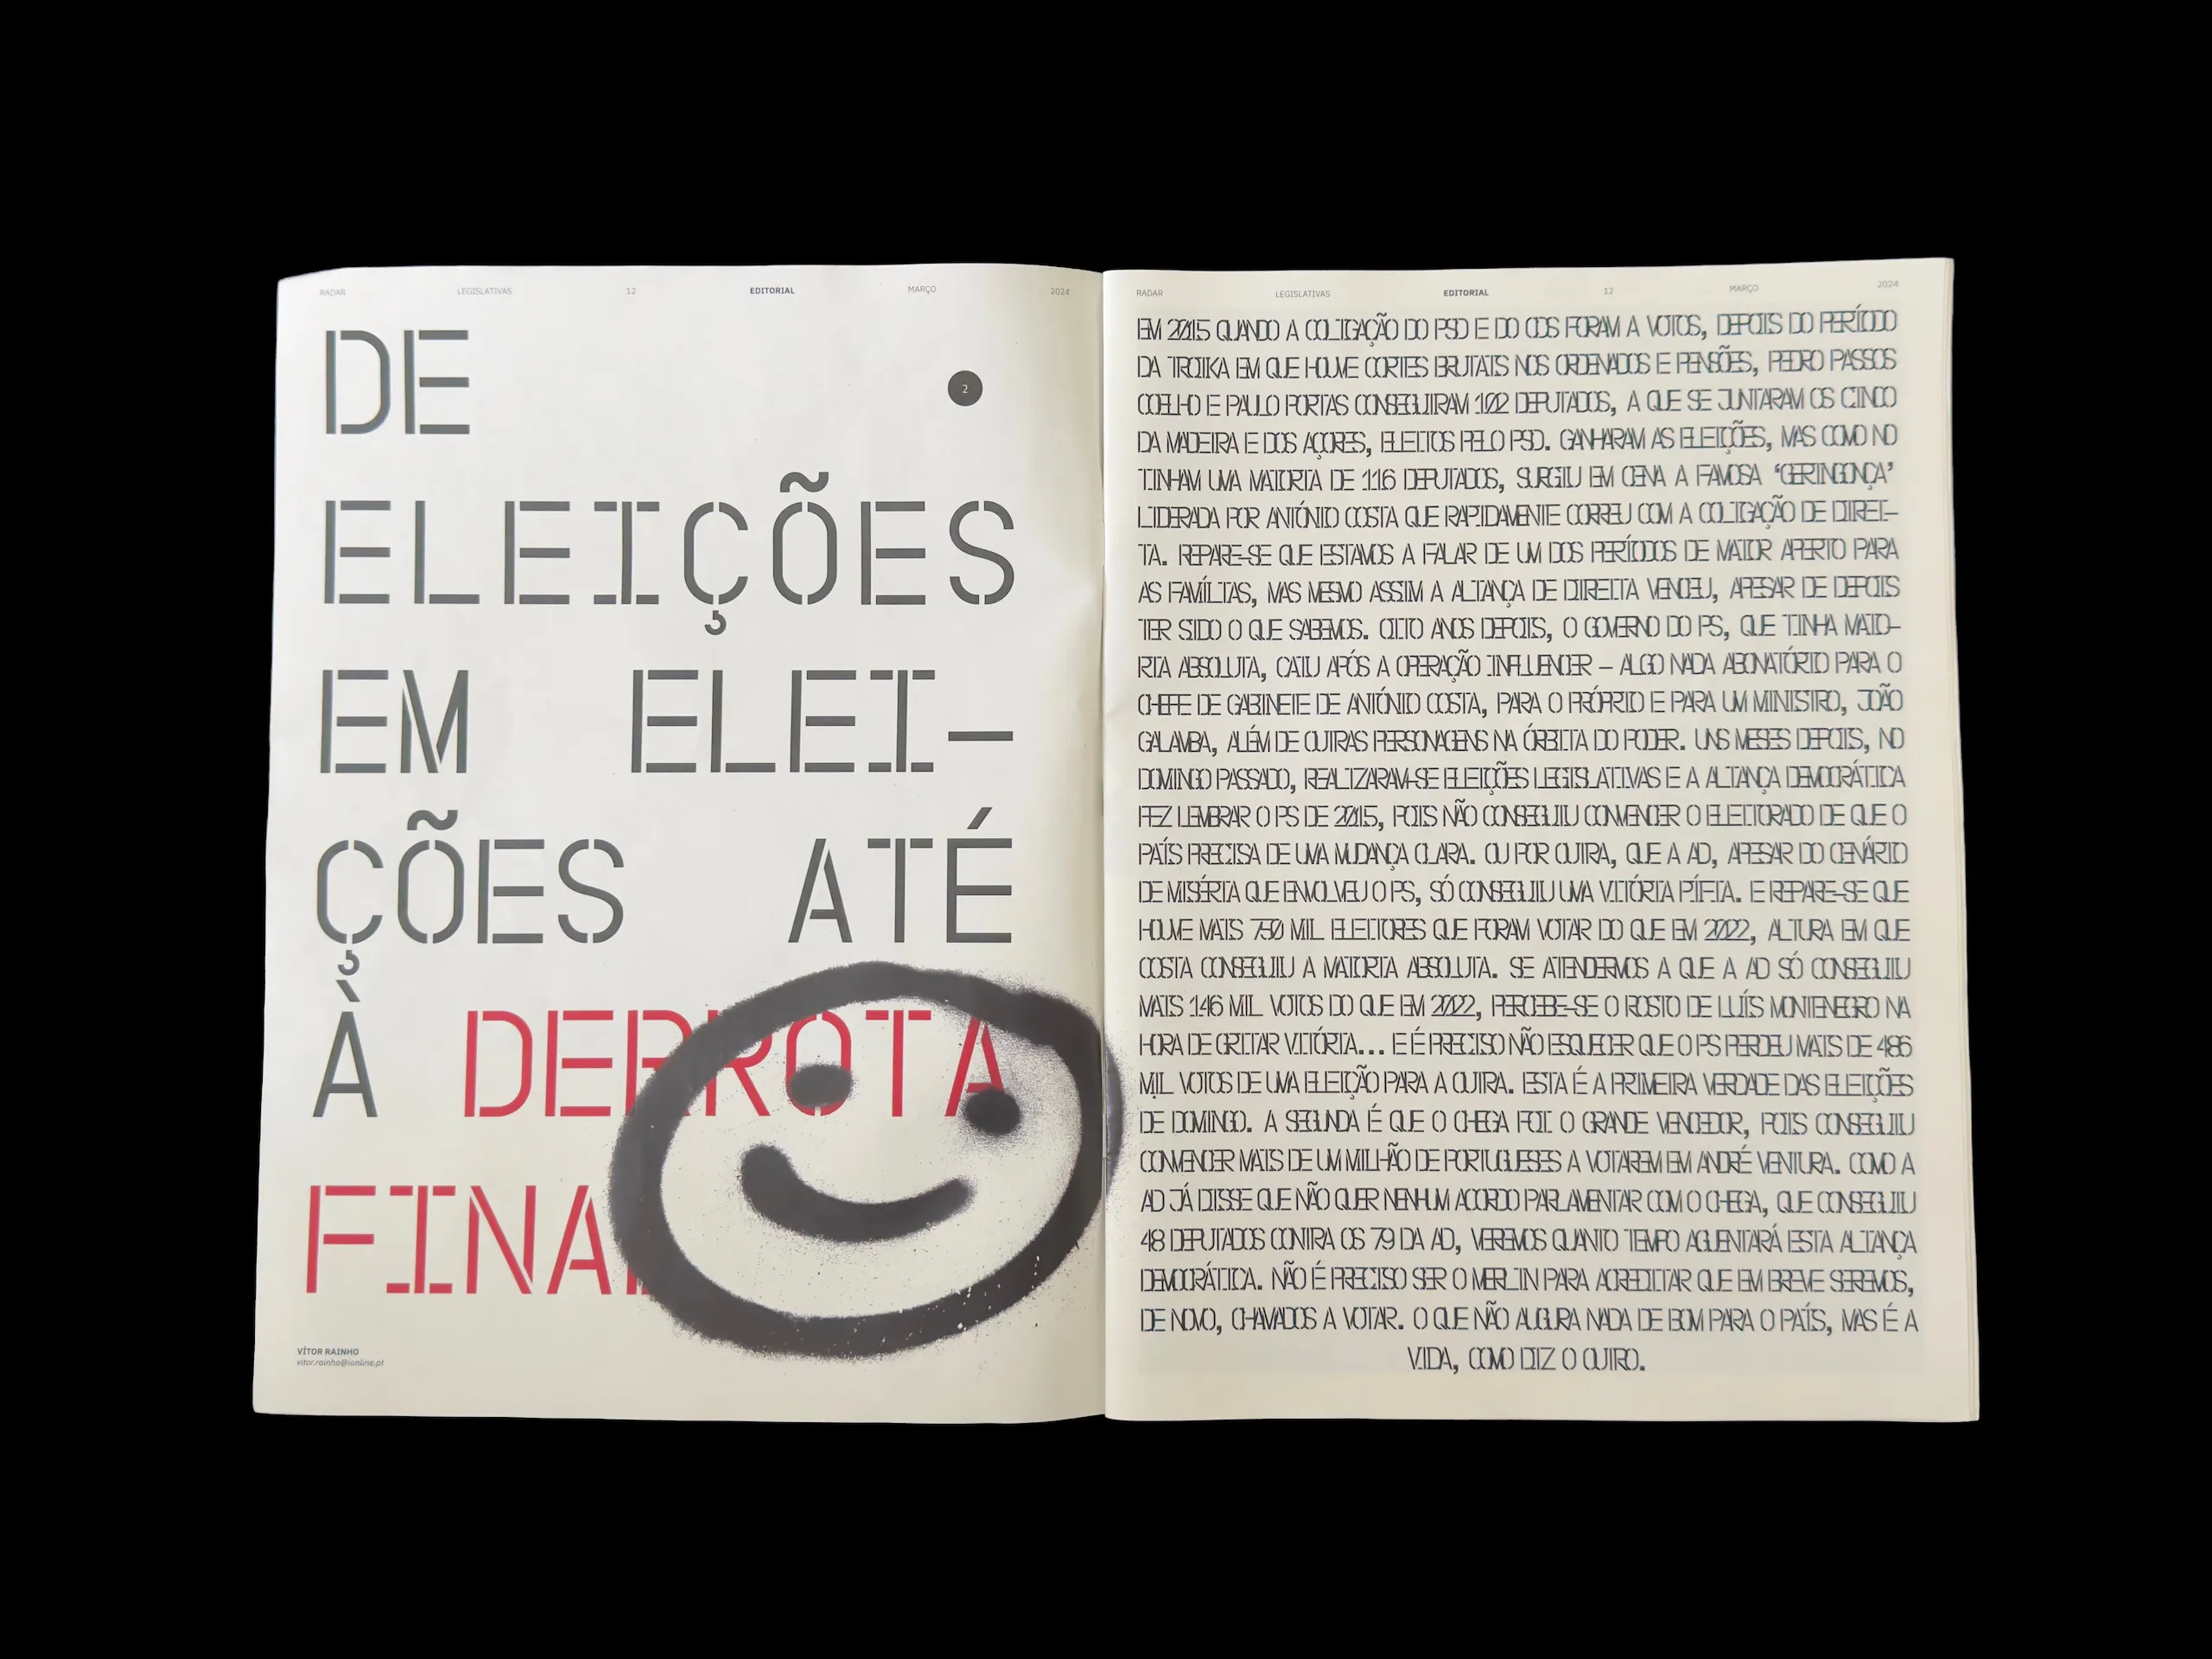 RADAR LEGISLATIVAS 12 EDITORIAL MARÇO 2024
DE
2
ELEIÇÕES
EM ELEI-
ÇÕES ATÉ
À DERROTA
FINAL
VÍTOR RAINHO
vitor.rainho@ionline.pt
RADAR LEGISLATIVAS EDITORIAL 12 MARÇO 2024
EM 2015 QUANDO A COLIGAÇÃO DO PSD E DO CDS FORAM A VOTOS, DEPOIS DO PERÍODO
DA TROIKA EM QUE HOUVE CORTES BRUTAIS NOS ORDENADOS E PENSÕES, PEDRO PASSOS
COELHO E PAULO PORTAS CONSEGUIRAM 102 DEPUTADOS, A QUE SE JUNTARAM OS CINCO
DA MADEIRA E DOS AÇORES, ELEITOS PELO PSD. GANHARAM AS ELEIÇÕES, MAS COMO NO
TINHAM UMA MAIORIA DE 116 DEPUTADOS, SURGIU EM CENA A FAMOSA ‘GERINGONÇA’
LIDERADA POR ANTÓNIO COSTA QUE RAPIDAMENTE CORREU COM A COLIGAÇÃO DE DIREI-
TA. REPARE-SE QUE ESTAMOS A FALAR DE UM DOS PERÍODOS DE MAIOR APERTO PARA
AS FAMÍLIAS, MAS MESMO ASSIM A ALIANÇA DE DIREITA VENCEU, APESAR DE DEPOIS
TER SIDO O QUE SABEMOS. OITO ANOS DEPOIS, O GOVERNO DO PS, QUE TINHA MAIO-
RIA ABSOLUTA, CAIU APÓS A OPERAÇÃO INFLUENCER – ALGO NADA ABONATÓRIO PARA O
CHEFE DE GABINETE DE ANTÓNIO COSTA, PARA O PRÓPRIO E PARA UM MINISTRO, JOÃO
GALAMBA, ALÉM DE OUTRAS PERSONAGENS NA ÓRBITA DO PODER. UNS MESES DEPOIS, NO
DOMINGO PASSADO, REALIZARAM-SE ELEIÇÕES LEGISLATIVAS E A ALIANÇA DEMOCRÁTICA
FEZ LEMBRAR O PS DE 2015, POIS NÃO CONSEGUIU CONVENCER O ELEITORADO DE QUE O
PAÍS PRECISA DE UMA MUDANÇA CLARA. OU POR OUTRA, QUE A AD, APESAR DO CENÁRIO
DE MISÉRIA QUE ENVOLVEU O PS, SÓ CONSEGUIU UMA VITÓRIA PÍFIA. E REPARE-SE QUE
HOUVE MAIS 750 MIL ELEITORES QUE FORAM VOTAR DO QUE EM 2022, ALTURA EM QUE
COSTA CONSEGUIU A MAIORIA ABSOLUTA. SE ATENDERMOS A QUE A AD SÓ CONSEGUIU
MAIS 146 MIL VOTOS DO QUE EM 2022, PERCEBE-SE O ROSTO DE LUÍS MONTENEGRO NA
HORA DE GRITAR VITÓRIA... E É PRECISO NÃO ESQUECER QUE O PS PERDEU MAIS DE 486
MIL VOTOS DE UMA ELEIÇÃO PARA A OUTRA. ESTA É A PRIMEIRA VERDADE DAS ELEIÇÕES
DE DOMINGO. A SEGUNDA É QUE O CHEGA FOI O GRANDE VENCEDOR, POIS CONSEGUIU
CONVENCER MAIS DE UM MILHÃO DE PORTUGUESES A VOTAREM EM ANDRÉ VENTURA. COMO A
AD JÁ DISSE QUE NÃO QUER NENHUM ACORDO PARLAMENTAR COM O CHEGA, QUE CONSEGUIU
48 DEPUTADOS CONTRA OS 79 DA AD, VEREMOS QUANTO TEMPO AGUENTARÁ ESTA ALIANÇA
DEMOCRÁTICA. NÃO É PRECISO SER O MERLIN PARA ACREDITAR QUE EM BREVE SEREMOS,
DE NOVO, CHAMADOS A VOTAR. O QUE NÃO AUGURA NADA DE BOM PARA O PAÍS, MAS É A
VIDA, COMO DIZ O OUTRO.